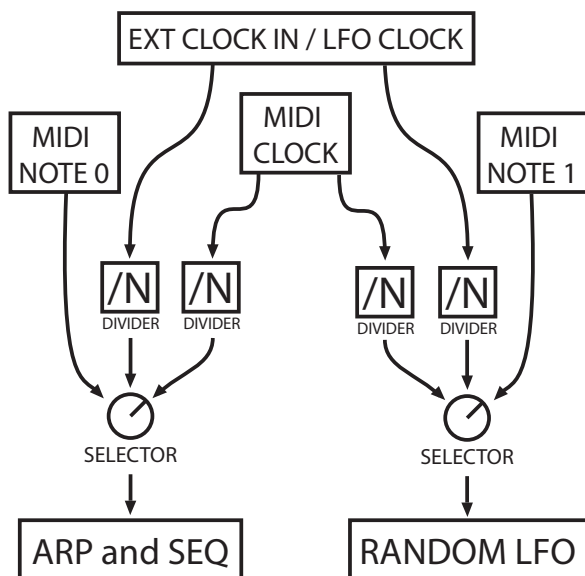 EXT CLOCK IN / LFO CLOCK
MIDI
NOTE 0
MIDI
CLOCK
MIDI
NOTE 1
/N
DIVIDER
/N
DIVIDER
/N
DIVIDER
/N
DIVIDER
SELECTOR
SELECTOR
ARP and SEQ
RANDOM LFO